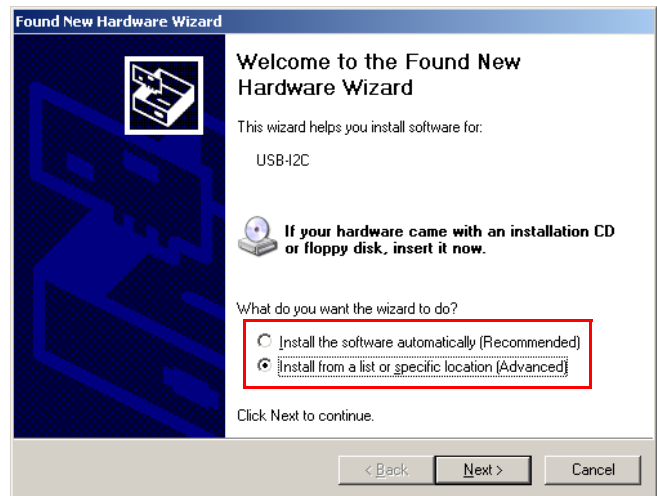 Found New Hardware Wizard
Welcome to the Found New
Hardware Wizard
This wizard helps you install software for:
USB-I2C
If your hardware came with an installation CD
or floppy disk, insert it now.
What do you want the wizard to do?
Install the software automatically (Recommended)
Install from a list or specific location (Advanced)
Click Next to continue.
< Back Next > Cancel